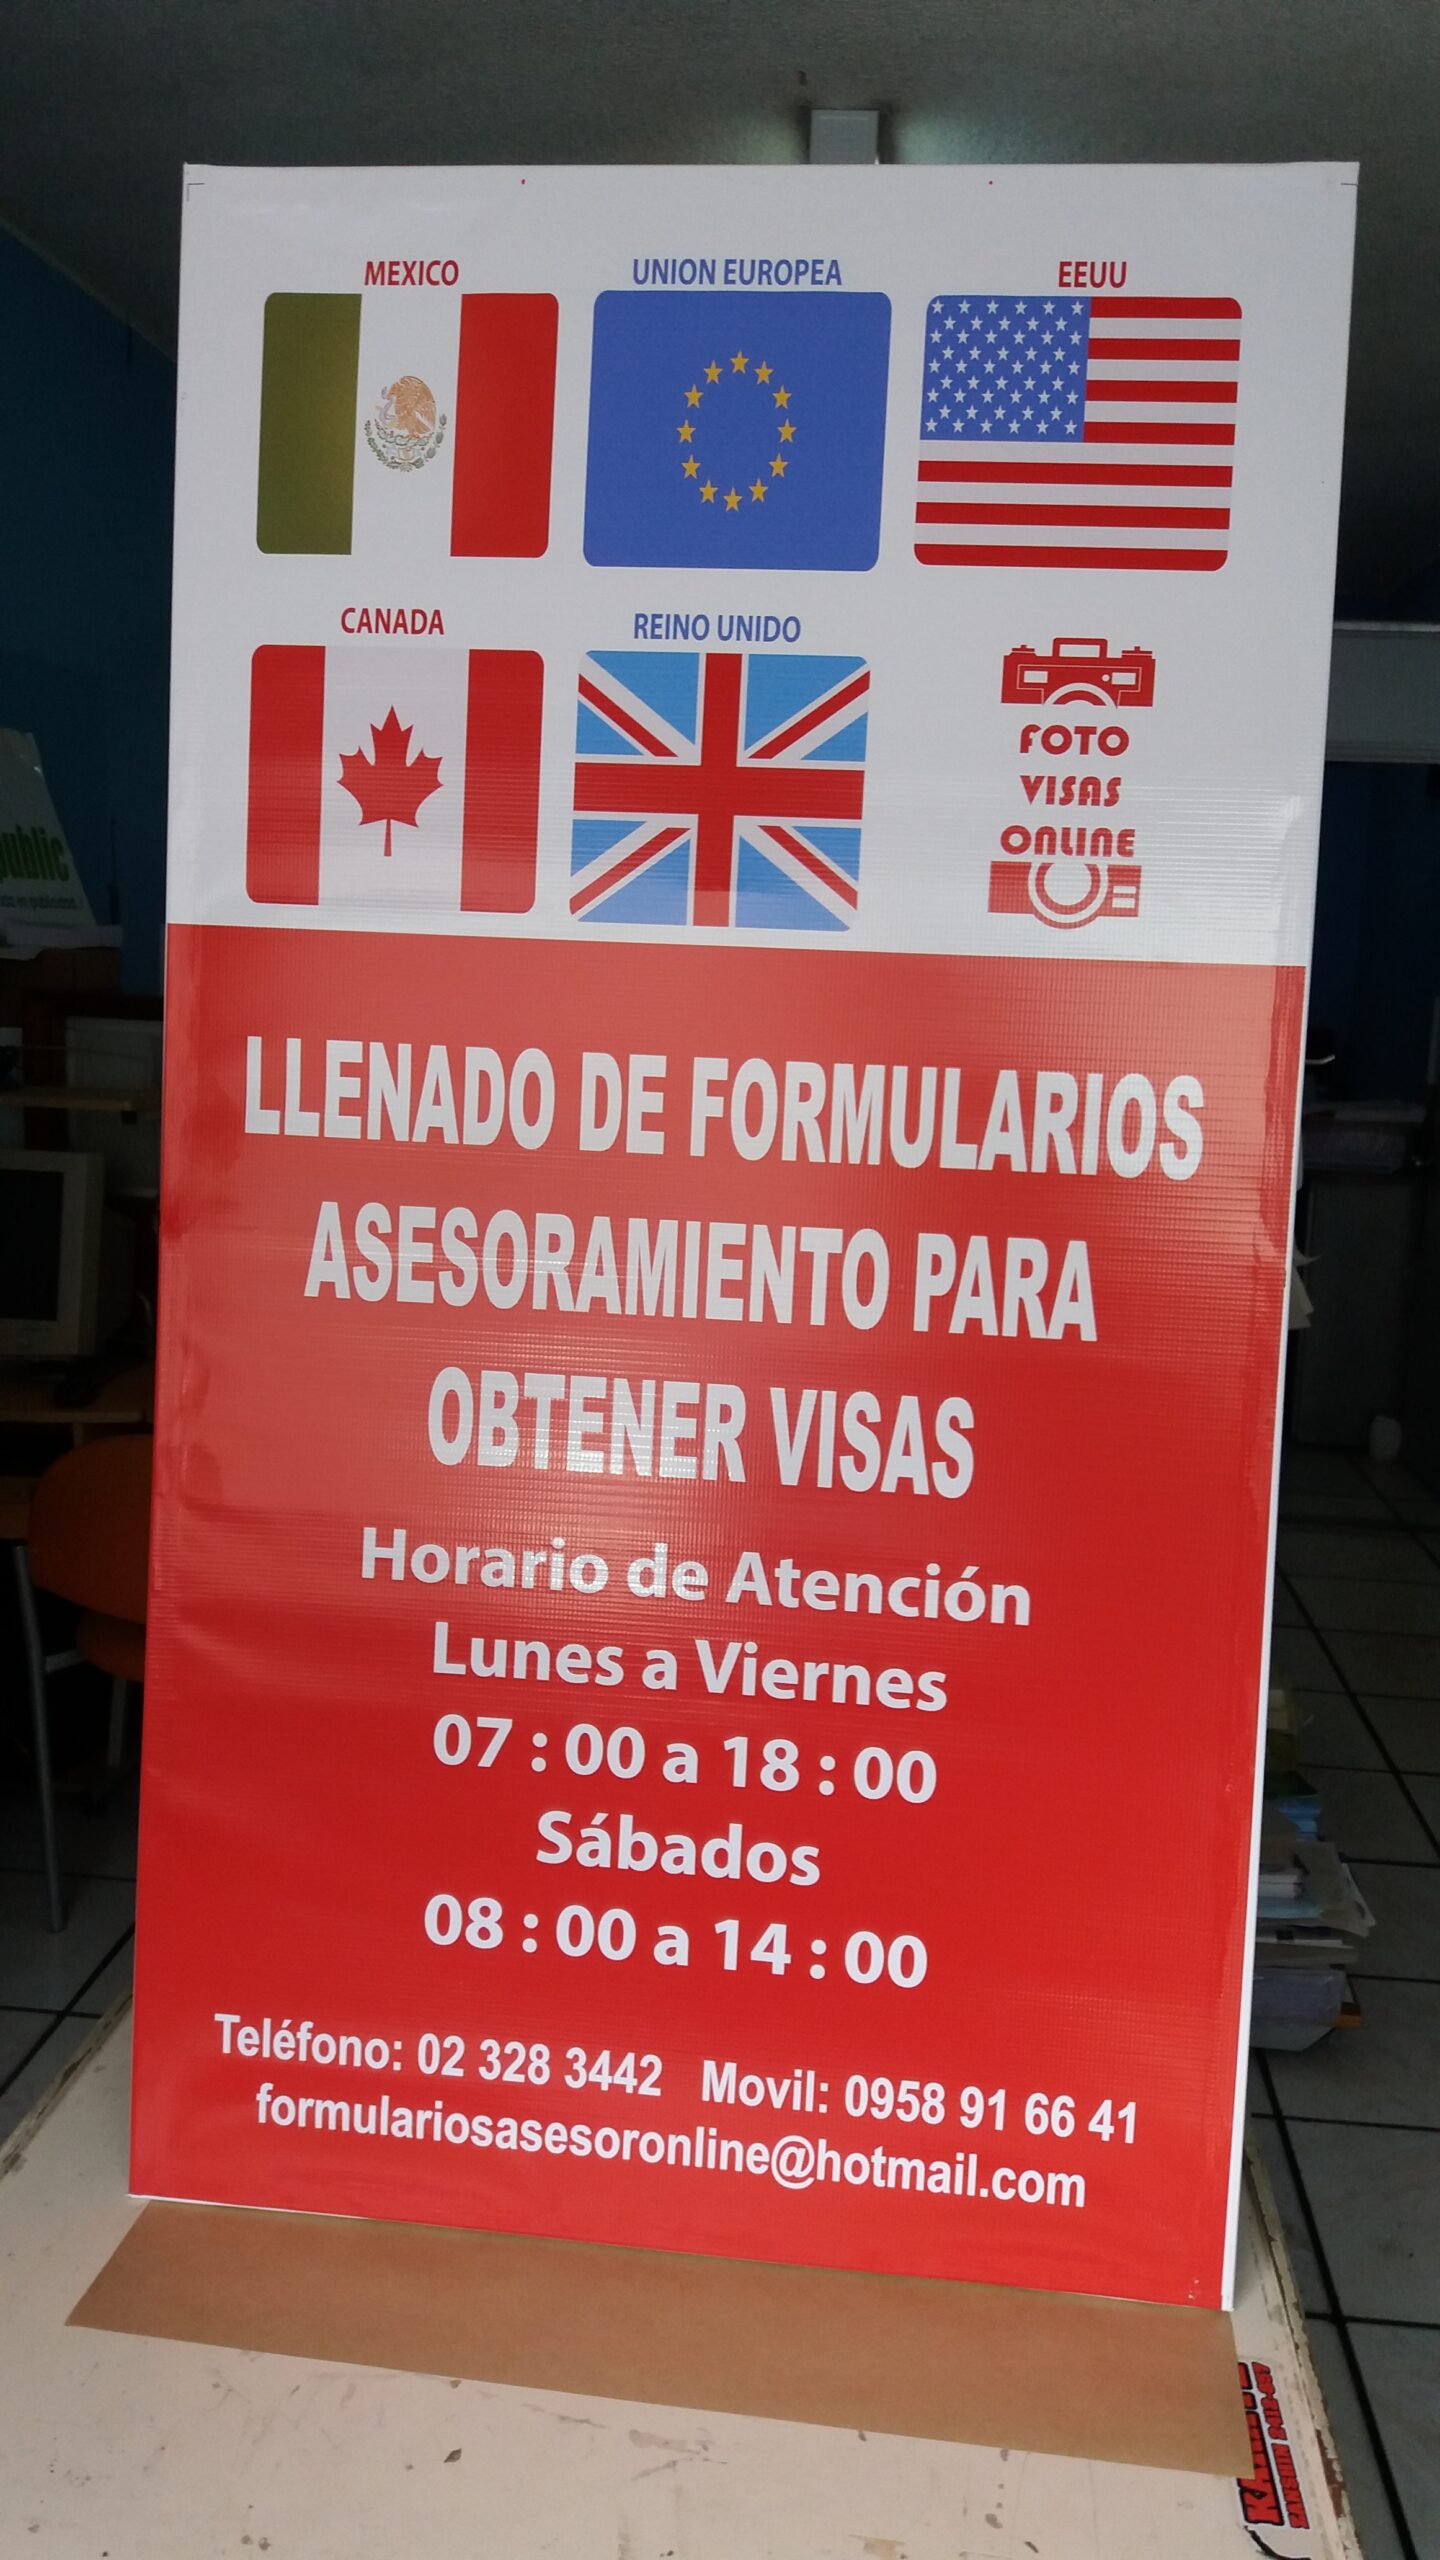 MEXICO UNION EUROPEA EEUU
CANADA REINO UNIDO
FOTO
VISAS
ONLINE
LLENADO DE FORMULARIOS
ASESORAMIENTO PARA
OBTENER VISAS
Horario de Atención
Lunes a Viernes
07 : 00 a 18 : 00
Sábados
08 : 00 a 14 : 00
Teléfono: 02 328 3442 Movil: 0958 91 66 41
formulariosasesoronline@hotmail.com